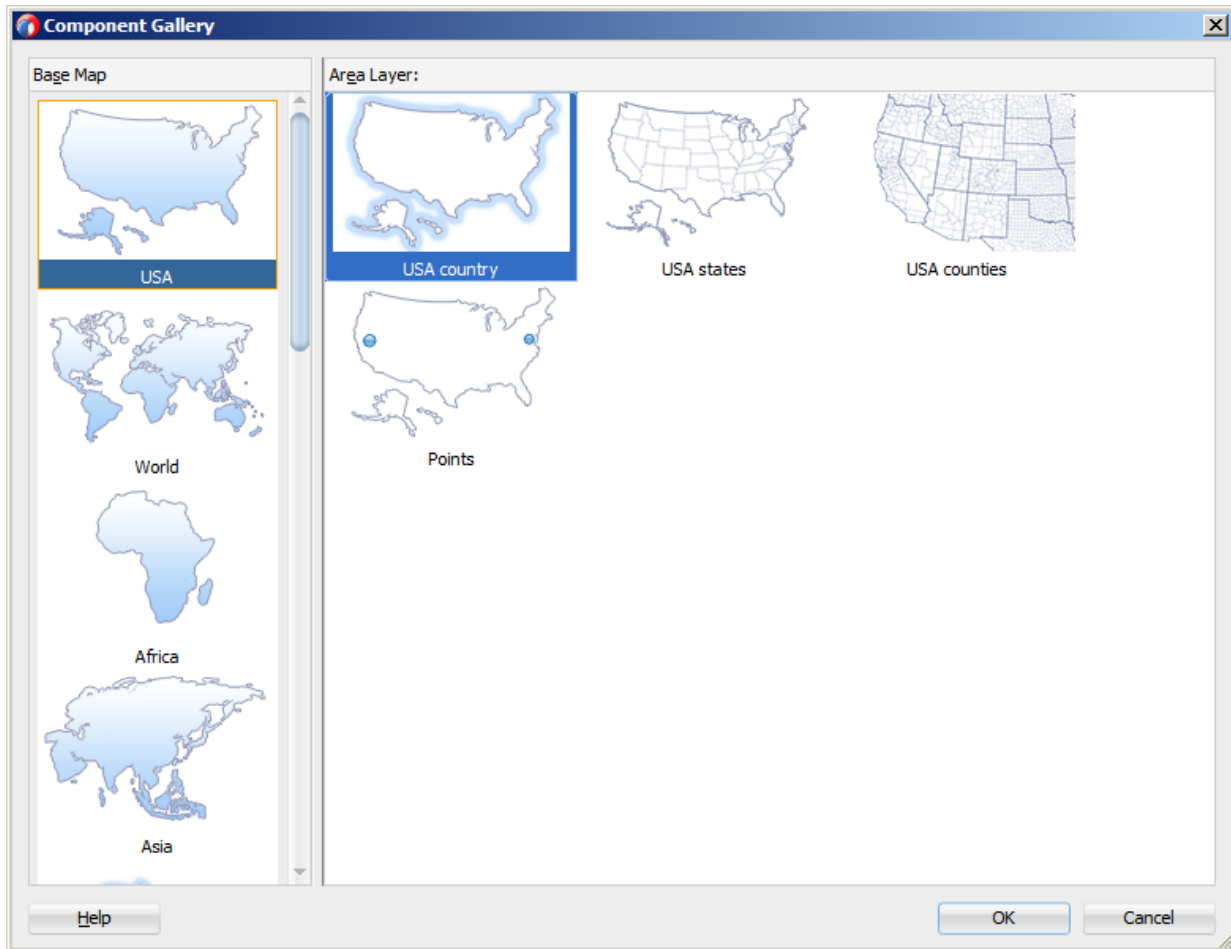 Component Gallery
Base Map
Area Layer:
USA
World
Africa
Asia
USA country
USA states
USA counties
Points
Help
OK
Cancel